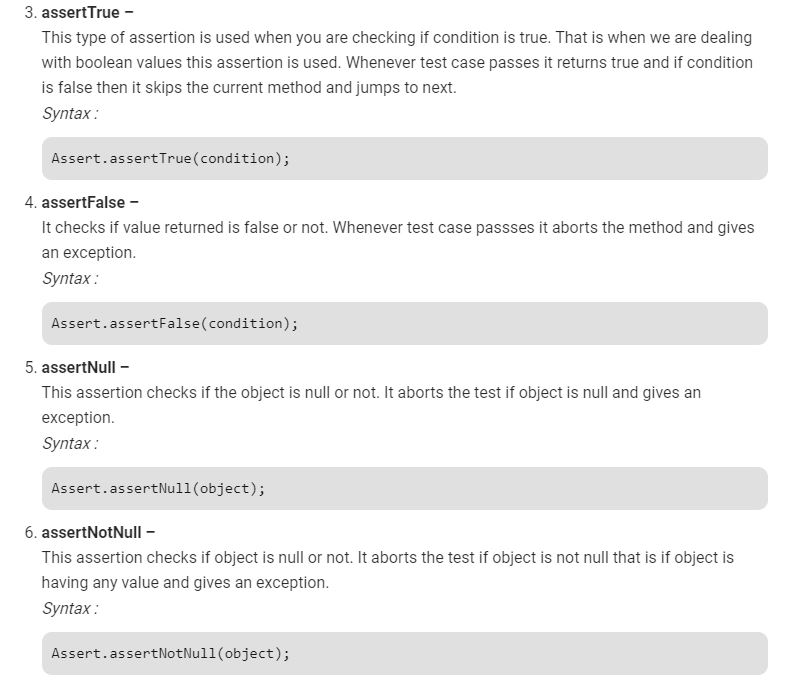 3. assertTrue –
This type of assertion is used when you are checking if condition is true. That is when we are dealing
with boolean values this assertion is used. Whenever test case passes it returns true and if condition
is false then it skips the current method and jumps to next.
Syntax :
Assert.assertTrue(condition);
4. assertFalse –
It checks if value returned is false or not. Whenever test case passses it aborts the method and gives
an exception.
Syntax :
Assert.assertFalse(condition);
5. assertNull –
This assertion checks if the object is null or not. It aborts the test if object is null and gives an
exception.
Syntax :
Assert.assertNull(object);
6. assertNotNull –
This assertion checks if object is null or not. It aborts the test if object is not null that is if object is
having any value and gives an exception.
Syntax :
Assert.assertNotNull(object);